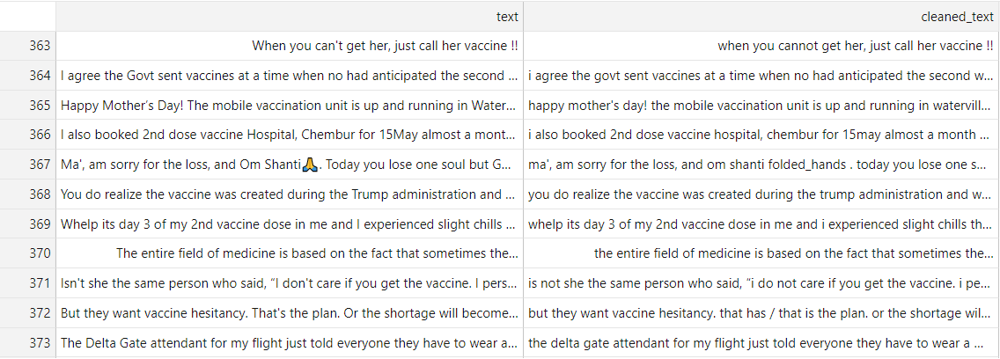 text cleaned_text
363 When you can't get her, just call her vaccine !! when you cannot get her, just call her vaccine !!
364 I agree the Govt sent vaccines at a time when no had anticipated the second ... i agree the govt sent vaccines at a time when no had anticipated the second w...
365 Happy Mother's Day! The mobile vaccination unit is up and running in Water... happy mother's day! the mobile vaccination unit is up and running in watervill...
366 I also booked 2nd dose vaccine Hospital, Chembur for 15May almost a mont... i also booked 2nd dose vaccine hospital, chembur for 15may almost a month ...
367 Ma', am sorry for the loss, and Om Shanti🙏. Today you lose one soul but G... ma', am sorry for the loss, and om shanti folded_hands . today you lose one s...
368 You do realize the vaccine was created during the Trump administration and ... you do realize the vaccine was created during the trump administration and w...
369 Whelp its day 3 of my 2nd vaccine dose in me and I experienced slight chills ... whelp its day 3 of my 2nd vaccine dose in me and i experienced slight chills th...
370 The entire field of medicine is based on the fact that sometimes the... the entire field of medicine is based on the fact that sometimes the...
371 Isn't she the same person who said, “I don't care if you get the vaccine. I pers... is not she the same person who said, “i do not care if you get the vaccine. i pe...
372 But they want vaccine hesitancy. That's the plan. Or the shortage will become... but they want vaccine hesitancy. that has / that is the plan. or the shortage wil...
373 The Delta Gate attendant for my flight just told everyone they have to wear a... the delta gate attendant for my flight just told everyone they have to wear a ...